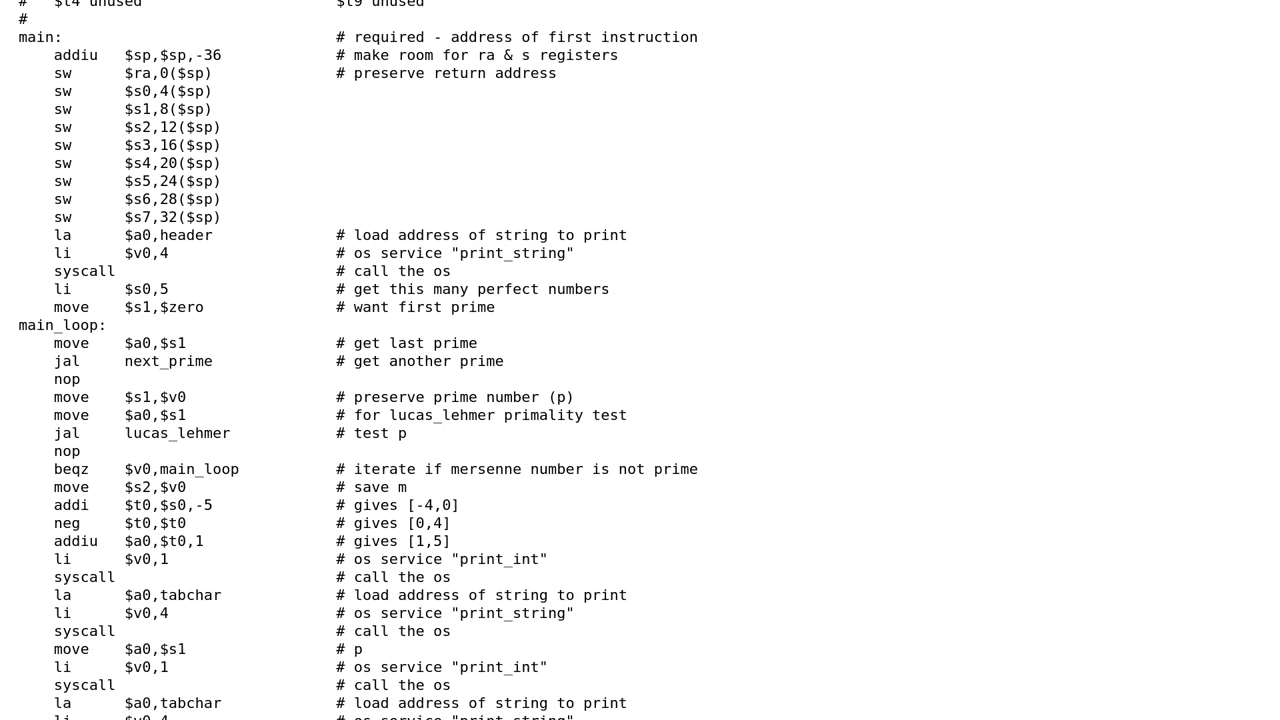 #   $t4 unused                      $t9 unused
#
main:                               # required - address of first instruction
    addiu   $sp,$sp,-36             # make room for ra & s registers
    sw      $ra,0($sp)              # preserve return address
    sw      $s0,4($sp)
    sw      $s1,8($sp)
    sw      $s2,12($sp)
    sw      $s3,16($sp)
    sw      $s4,20($sp)
    sw      $s5,24($sp)
    sw      $s6,28($sp)
    sw      $s7,32($sp)
    la      $a0,header              # load address of string to print
    li      $v0,4                   # os service "print_string"
    syscall                         # call the os
    li      $s0,5                   # get this many perfect numbers
    move    $s1,$zero               # want first prime
main_loop:
    move    $a0,$s1                 # get last prime
    jal     next_prime              # get another prime
    nop
    move    $s1,$v0                 # preserve prime number (p)
    move    $a0,$s1                 # for lucas_lehmer primality test
    jal     lucas_lehmer            # test p
    nop
    beqz    $v0,main_loop           # iterate if mersenne number is not prime
    move    $s2,$v0                 # save m
    addi    $t0,$s0,-5              # gives [-4,0]
    neg     $t0,$t0                 # gives [0,4]
    addiu   $a0,$t0,1               # gives [1,5]
    li      $v0,1                   # os service "print_int"
    syscall                         # call the os
    la      $a0,tabchar             # load address of string to print
    li      $v0,4                   # os service "print_string"
    syscall                         # call the os
    move    $a0,$s1                 # p
    li      $v0,1                   # os service "print_int"
    syscall                         # call the os
    la      $a0,tabchar             # load address of string to print
    li      $v0,4                   # os service "print_string"